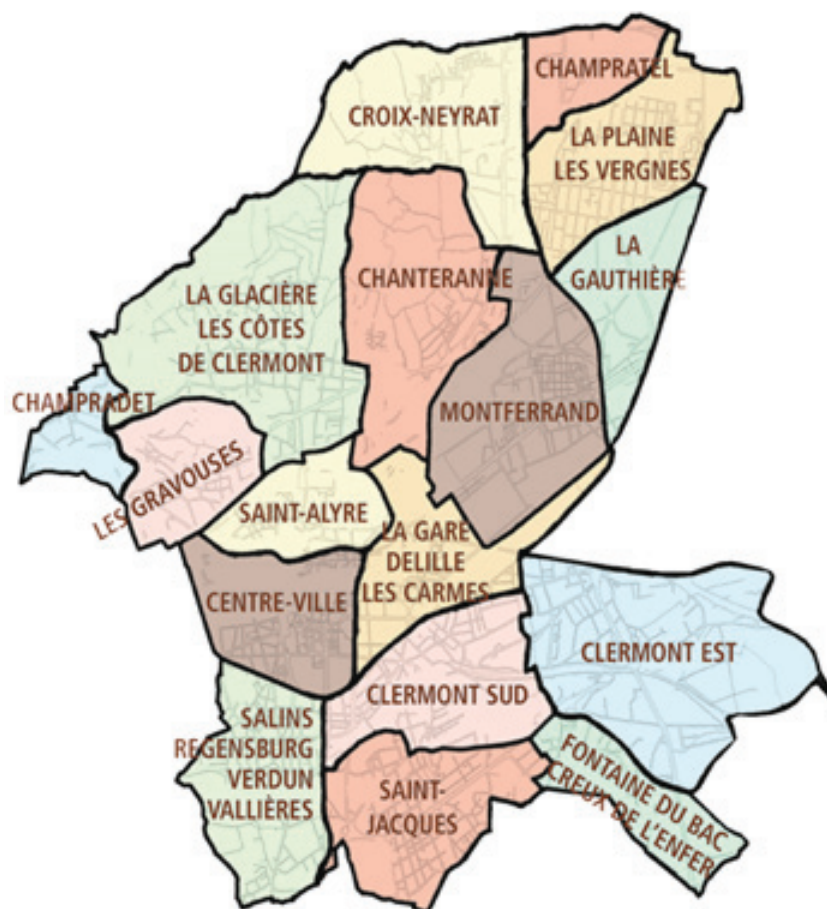 CHAMPRATEL
CROIX-NEYRAT
LA PLAINE
LES VERGNES
LA
GAUTHIÈRE
CHANTERANNE
LA GLACIÈRE
LES CÔTES
DE CLERMONT
CHAMPRADET
MONTFERRAND
LES GRAVOUSES
SAINT-ALYRE
LA GARE
DELILLE
LES CARMES
CENTRE-VILLE
CLERMONT EST
CLERMONT SUD
SALINS
REGENSBURG
VERDUN
VALLIÈRES
SAINT-
JACQUES
FONTAINE DU BAC
CREUX DE L'ENFER